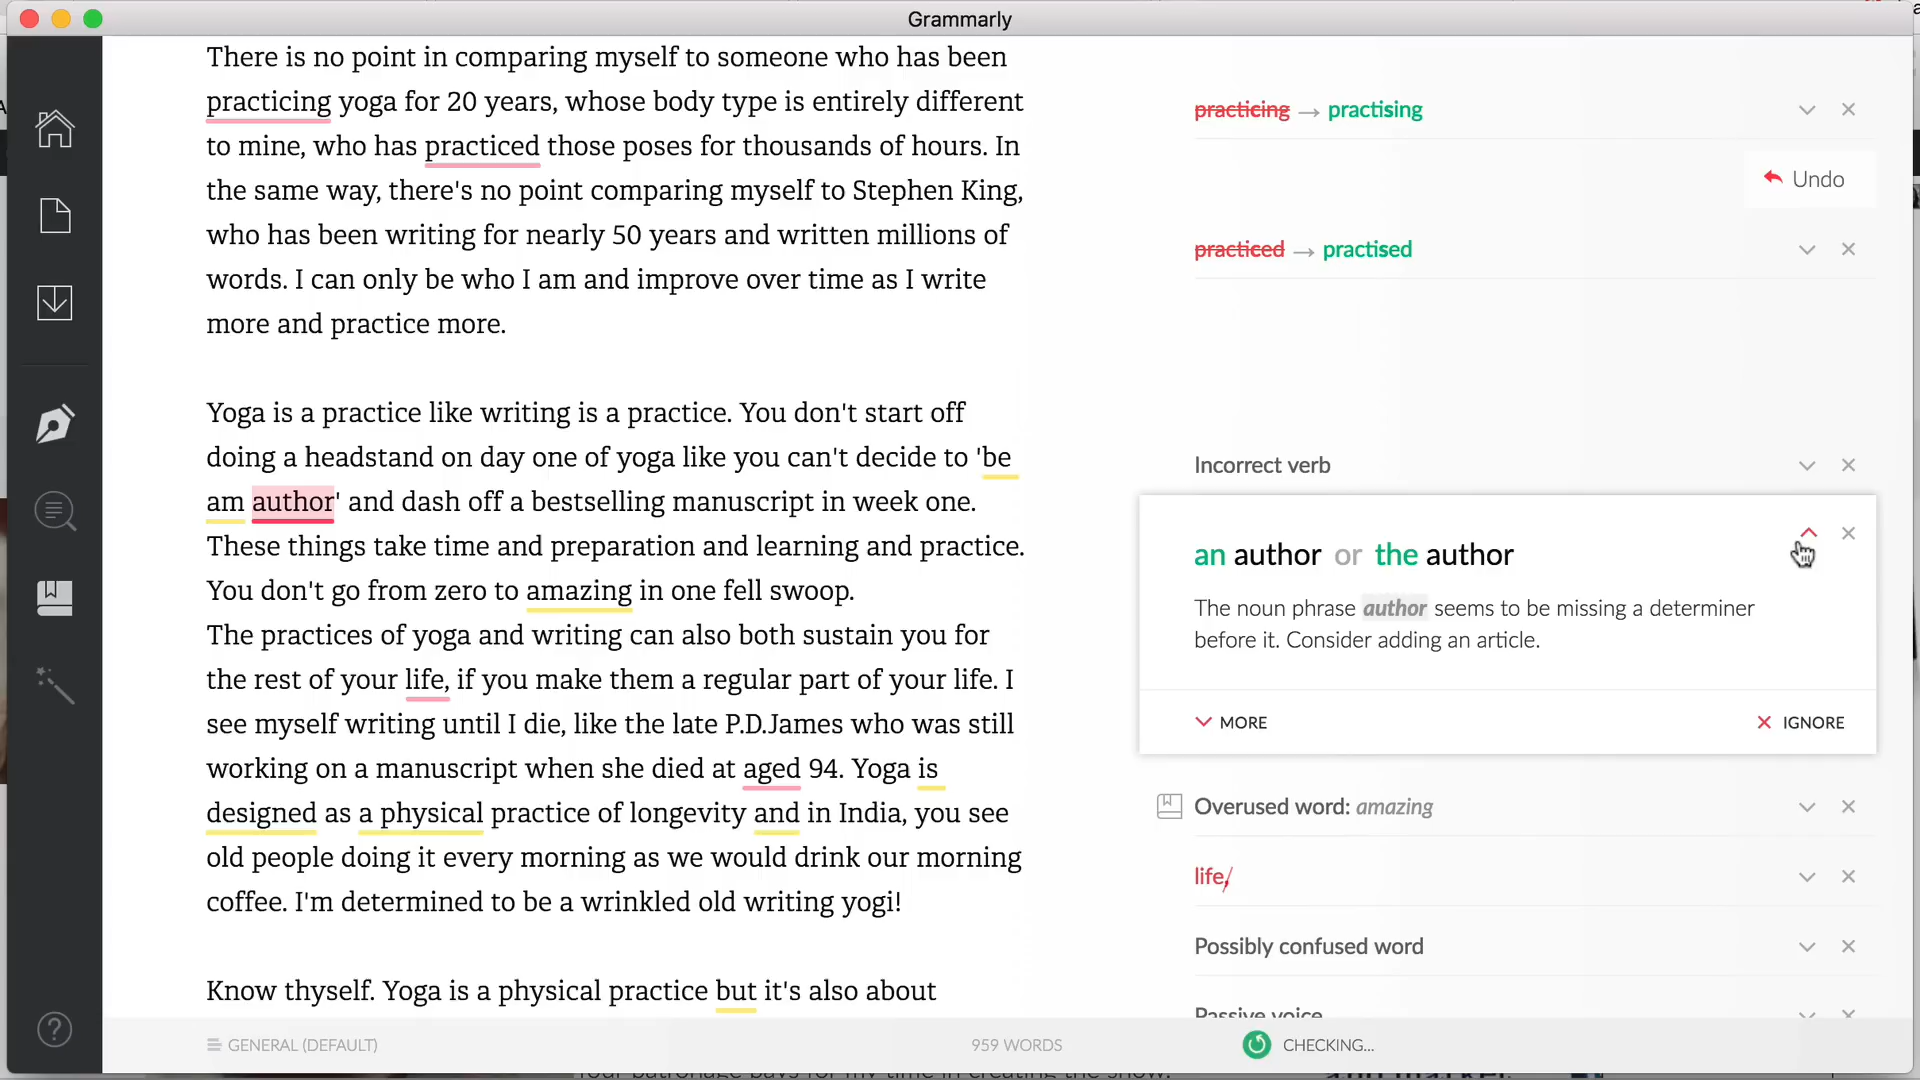 Grammarly
There is no point in comparing myself to someone who has been
practicing yoga for 20 years, whose body type is entirely different
to mine, who has practiced those poses for thousands of hours. In
the same way, there's no point comparing myself to Stephen King,
who has been writing for nearly 50 years and written millions of
words. I can only be who I am and improve over time as I write
more and practice more.
Yoga is a practice like writing is a practice. You don't start off
doing a headstand on day one of yoga like you can't decide to 'be
am author' and dash off a bestselling manuscript in week one.
These things take time and preparation and learning and practice.
You don't go from zero to amazing in one fell swoop.
The practices of yoga and writing can also both sustain you for
the rest of your life, if you make them a regular part of your life. I
see myself writing until I die, like the late P.D.James who was still
working on a manuscript when she died at aged 94. Yoga is
designed as a physical practice of longevity and in India, you see
old people doing it every morning as we would drink our morning
coffee. I'm determined to be a wrinkled old writing yogi!
Know thyself. Yoga is a physical practice but it's also about
practicing → practising
Undo
practiced → practised
Incorrect verb
an author or the author
The noun phrase author seems to be missing a determiner
before it. Consider adding an article.
MORE
IGNORE
Overused word: amazing
life,
Possibly confused word
Passive voice
GENERAL (DEFAULT)
959 WORDS
CHECKING...